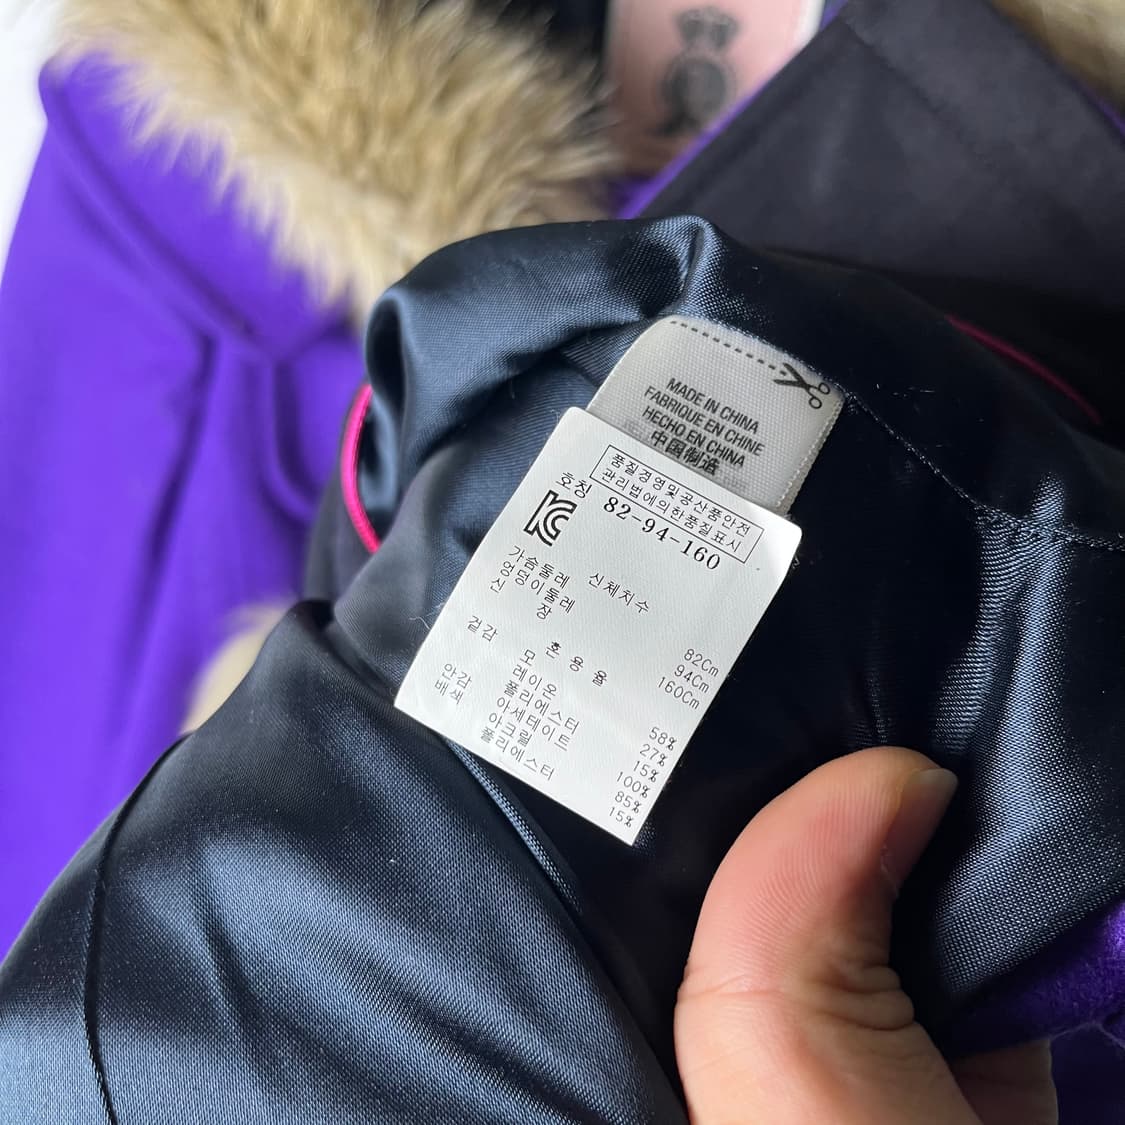 MADE IN CHINA
FABRIQUE EN CHINE
HECHO EN CHINA
中国制造
품질경영및공산품안전
관리법에의한품질표시
호칭 82-94-160
신체치수
가슴둘레 82Cm
엉덩이둘레 94Cm
신 장 160Cm
혼 용 율
겉감 모 58%
레이온 27%
폴리에스터 15%
안감 아세테이트 100%
배색 아크릴 85%
폴리에스터 15%